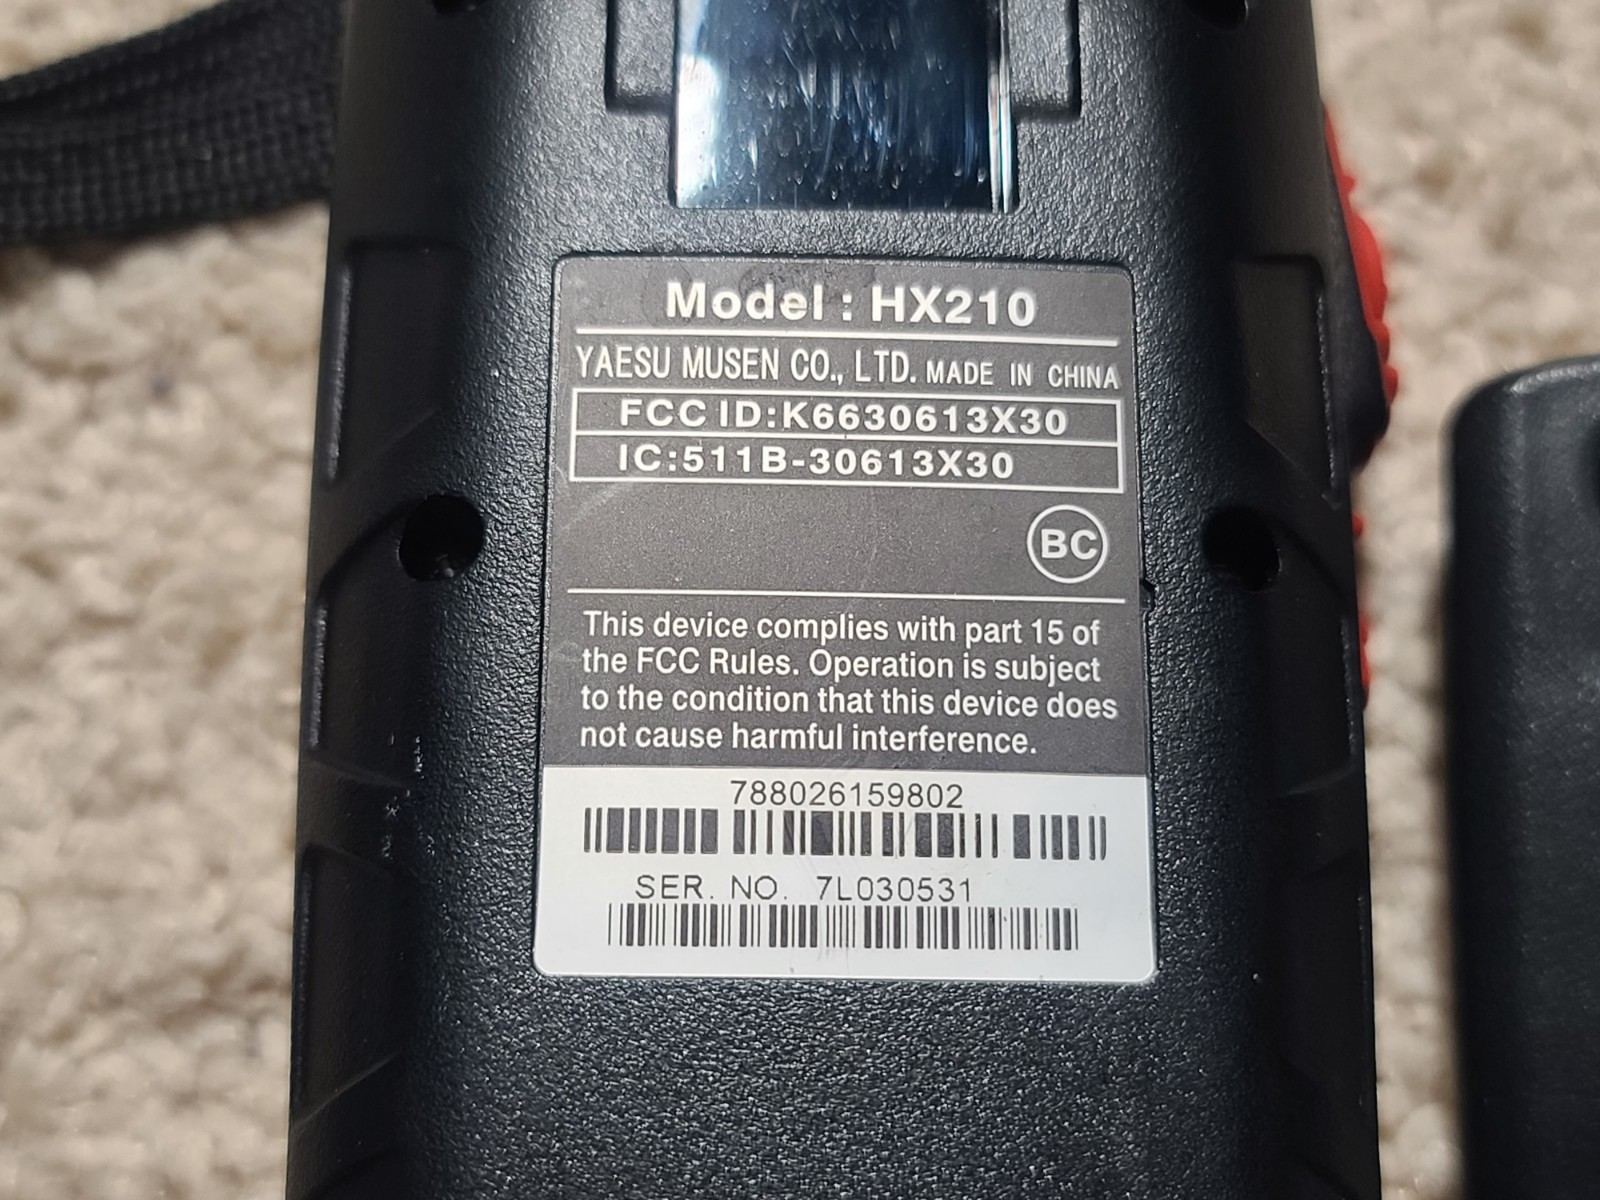 Model : HX210
YAESU MUSEN CO., LTD. MADE IN CHINA
FCC ID:K6630613X30
IC:511B-30613X30
BC
This device complies with part 15 of
the FCC Rules. Operation is subject
to the condition that this device does
not cause harmful interference.
788026159802
SER. NO. 7L030531